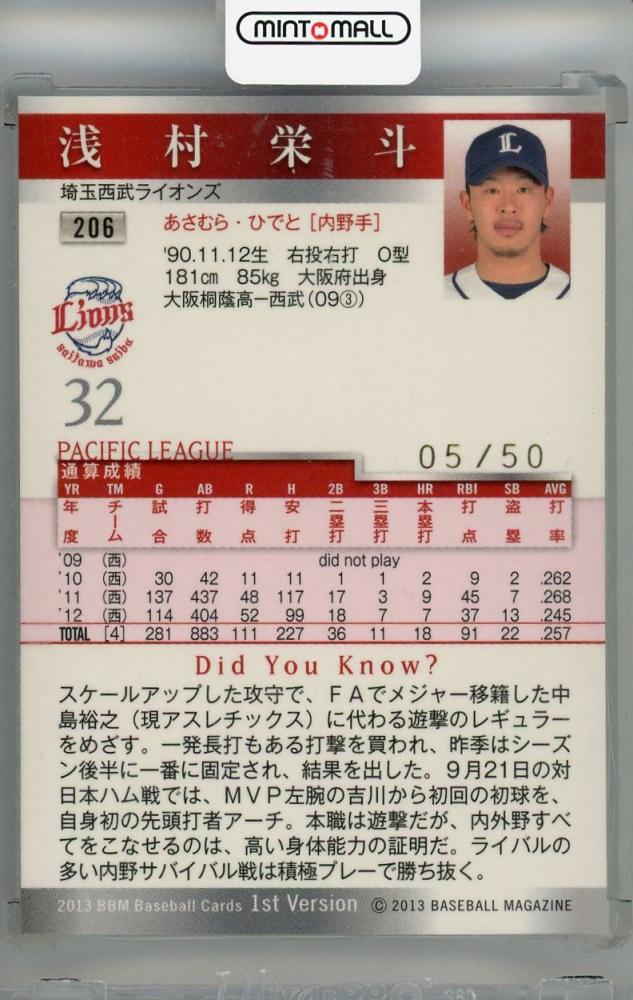 MINT MALL
浅村栄斗
埼玉西武ライオンズ
206
あさむら・ひでと [内野手]
'90.11.12生 右投右打 O型
181cm 85kg 大阪府出身
大阪桐蔭高ー西武(09③)
L
Lions
saitama seibu
32
PACIFIC LEAGUE
05/50
通算成績
YR TM G AB R H 2B 3B HR RBI SB AVG
年度 チーム 試合 打数 得点 安打 二塁打 三塁打 本塁打 打点 盗塁 打率
'09 (西) did not play
'10 (西) 30 42 11 11 1 1 2 9 2 .262
'11 (西) 137 437 48 117 17 3 9 45 7 .268
'12 (西) 114 404 52 99 18 7 7 37 13 .245
TOTAL [4] 281 883 111 227 36 11 18 91 22 .257
Did You Know?
スケールアップした攻守で、FAでメジャー移籍した中
島裕之(現アスレチックス)に代わる遊撃のレギュラー
をめざす。一発長打もある打撃を買われ、昨季はシーズ
ン後半に一番に固定され、結果を出した。9月21日の対
日本ハム戦では、MVP左腕の吉川から初回の初球を、
自身初の先頭打者アーチ。本職は遊撃だが、内外野すべ
てをこなせるのは、高い身体能力の証明だ。ライバルの
多い内野サバイバル戦は積極プレーで勝ち抜く。
2013 BBM Baseball Cards 1st Version © 2013 BASEBALL MAGAZINE